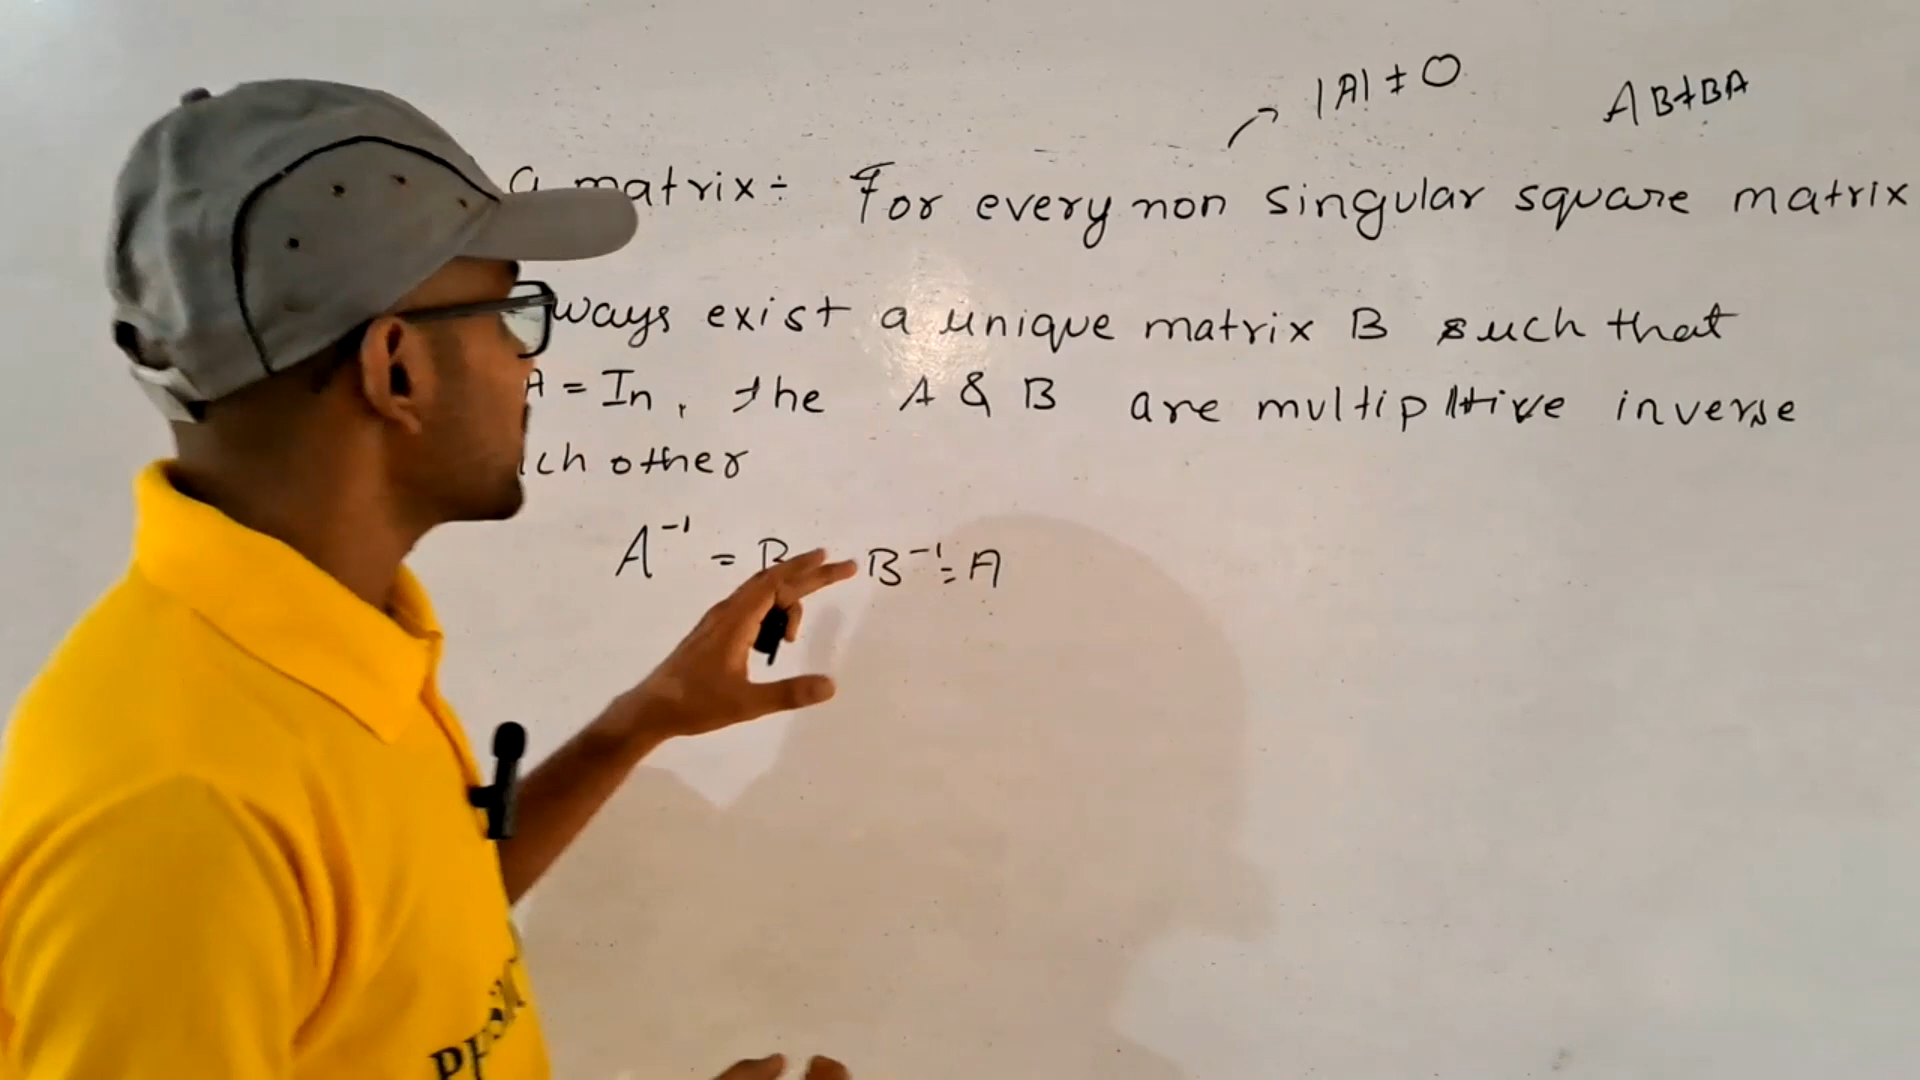 |A| ≠ 0 AB≠BA
a matrix÷ For every non singular square matrix
ways exist a unique matrix B such that
A = In, the A & B are multipltive inverse
ch other
A⁻¹ = B B⁻¹ = A